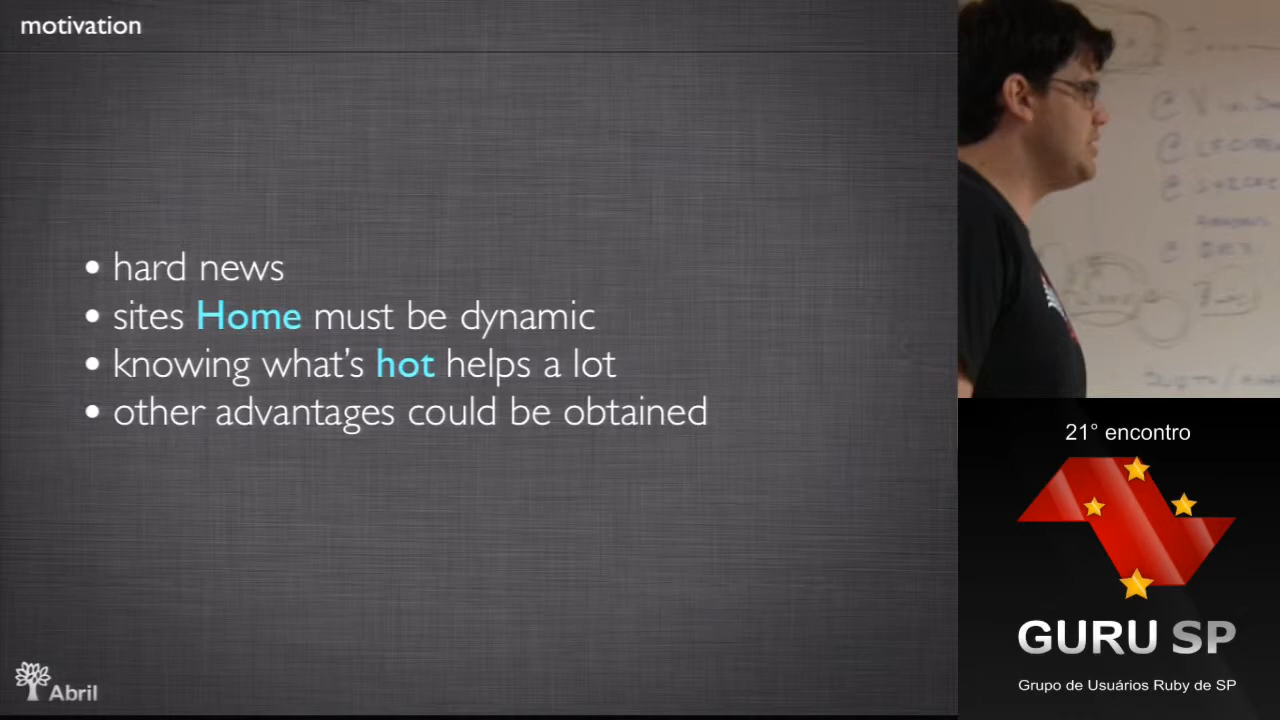 motivation
• hard news
• sites Home must be dynamic
• knowing what's hot helps a lot
• other advantages could be obtained
Abril
21° encontro
GURU SP
Grupo de Usuários Ruby de SP